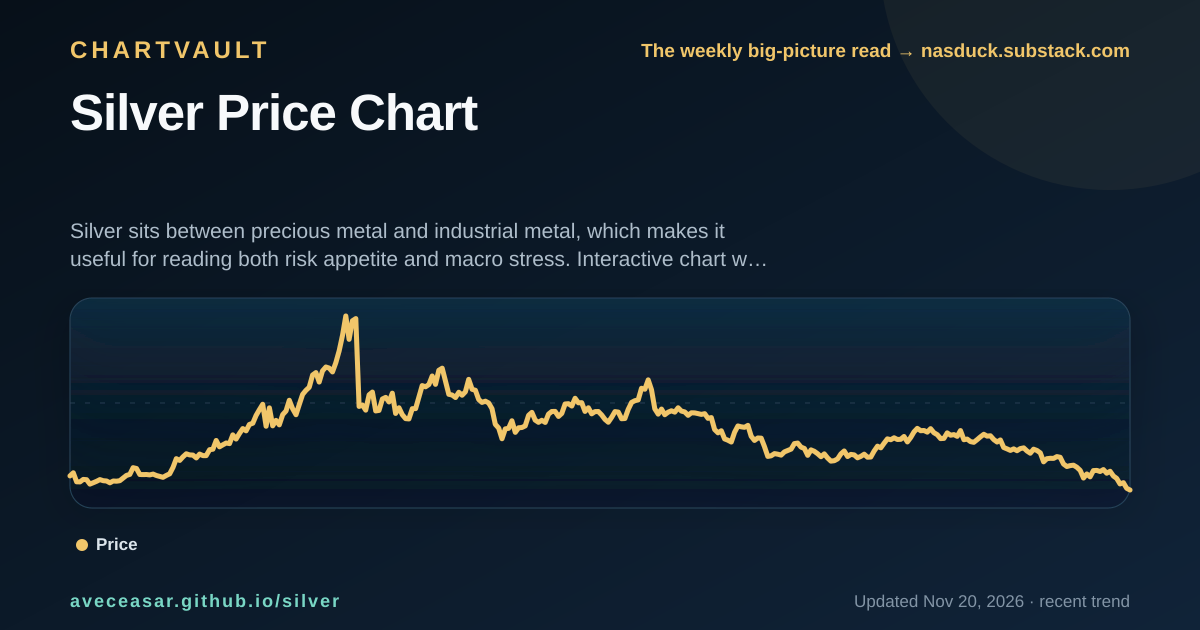 CHARTVAULT
The weekly big-picture read → nasduck.substack.com
Silver Price Chart
Silver sits between precious metal and industrial metal, which makes it
useful for reading both risk appetite and macro stress. Interactive chart w…
Price
aveceasar.github.io/silver
Updated Nov 20, 2026 · recent trend